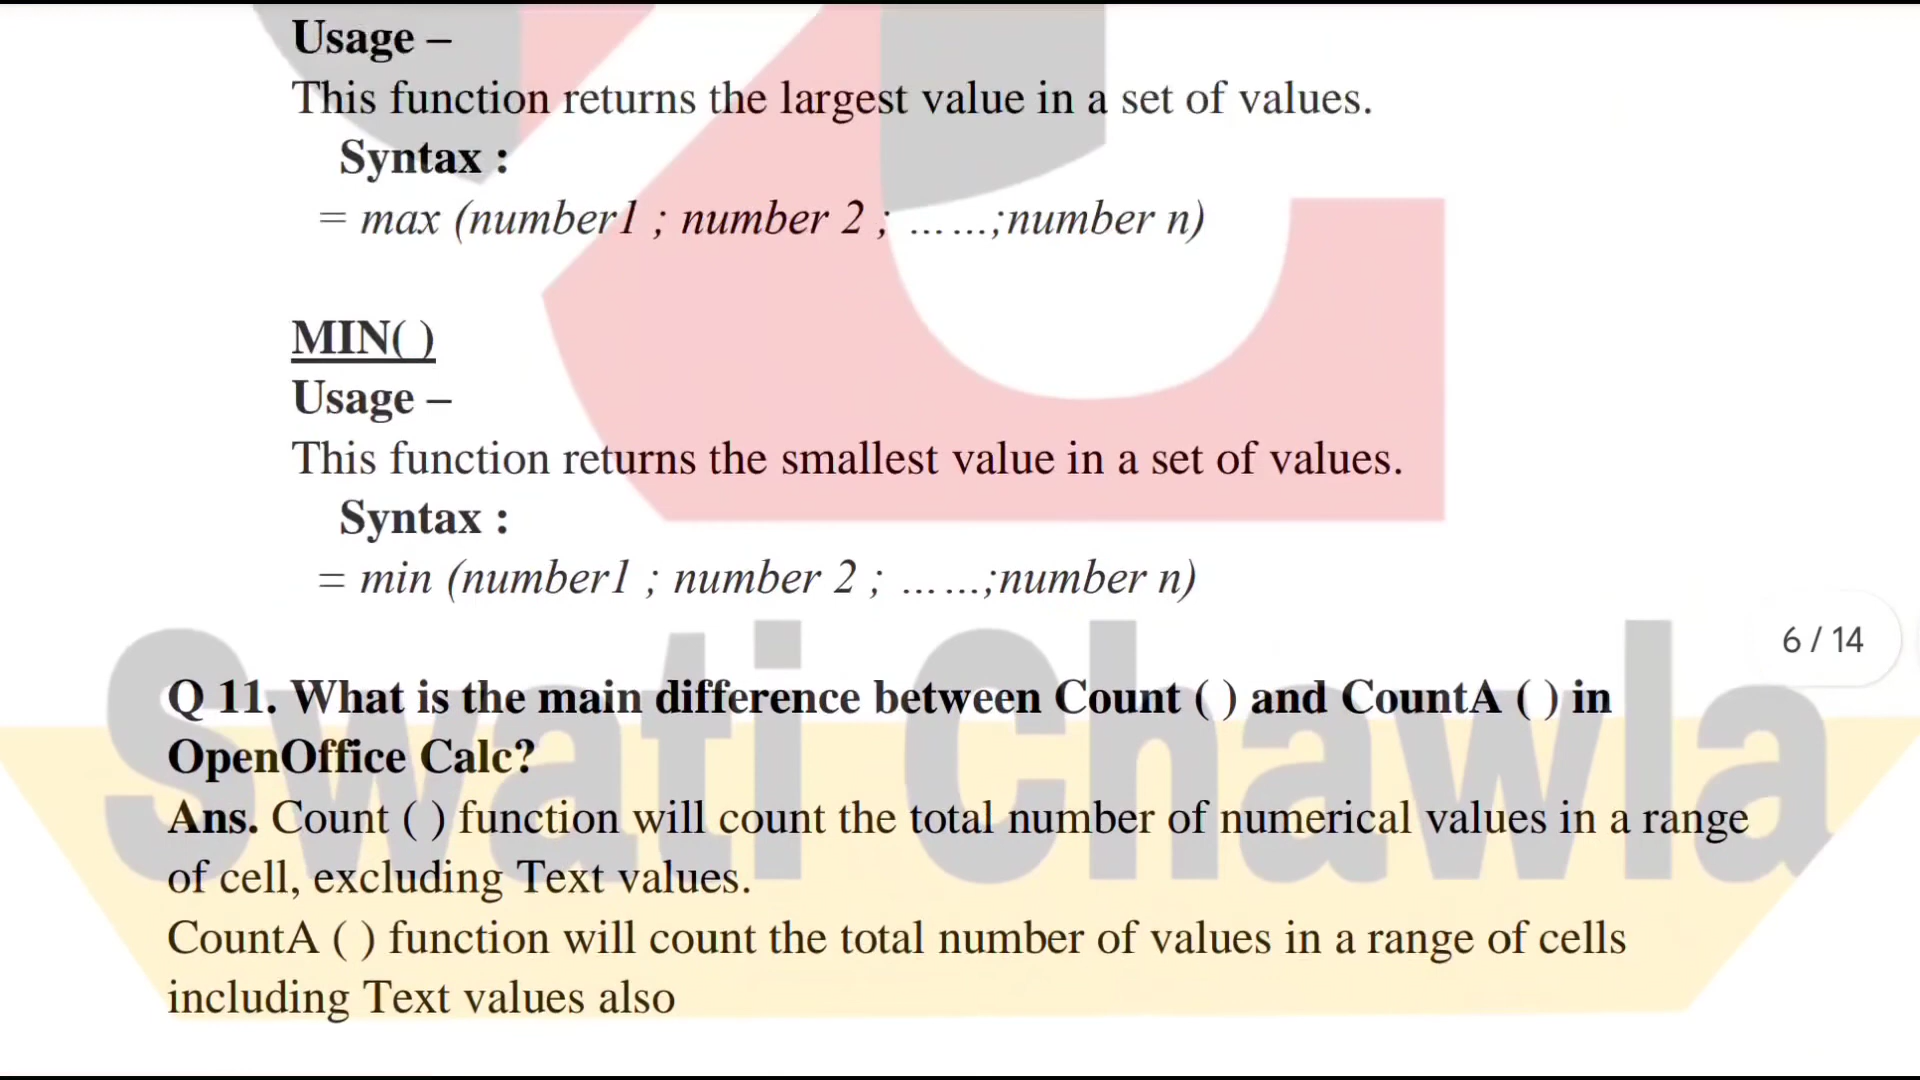 Usage –
This function returns the largest value in a set of values.
Syntax :
= max (number1 ; number 2 ; ……;number n)
MIN( )
Usage –
This function returns the smallest value in a set of values.
Syntax :
= min (number1 ; number 2 ; ……;number n)
6 / 14
Swati Chawla
Q 11. What is the main difference between Count ( ) and CountA ( ) in
OpenOffice Calc?
Ans. Count ( ) function will count the total number of numerical values in a range
of cell, excluding Text values.
CountA ( ) function will count the total number of values in a range of cells
including Text values also